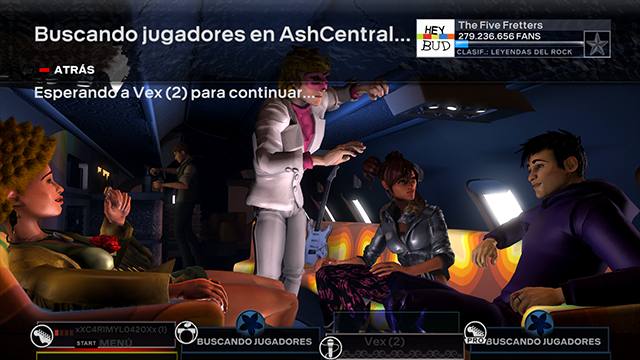 Buscando jugadores en AshCentral...
HEY
BUD
The Five Fretters
279.236.656 FANS
CLASIF.: LEYENDAS DEL ROCK
ATRÁS
Esperando a Vex (2) para continuar...
xXC4RIMYL0420Xx (1)
START MENÚ
BUSCANDO JUGADORES
Vex (2)
PRO
BUSCANDO JUGADORES